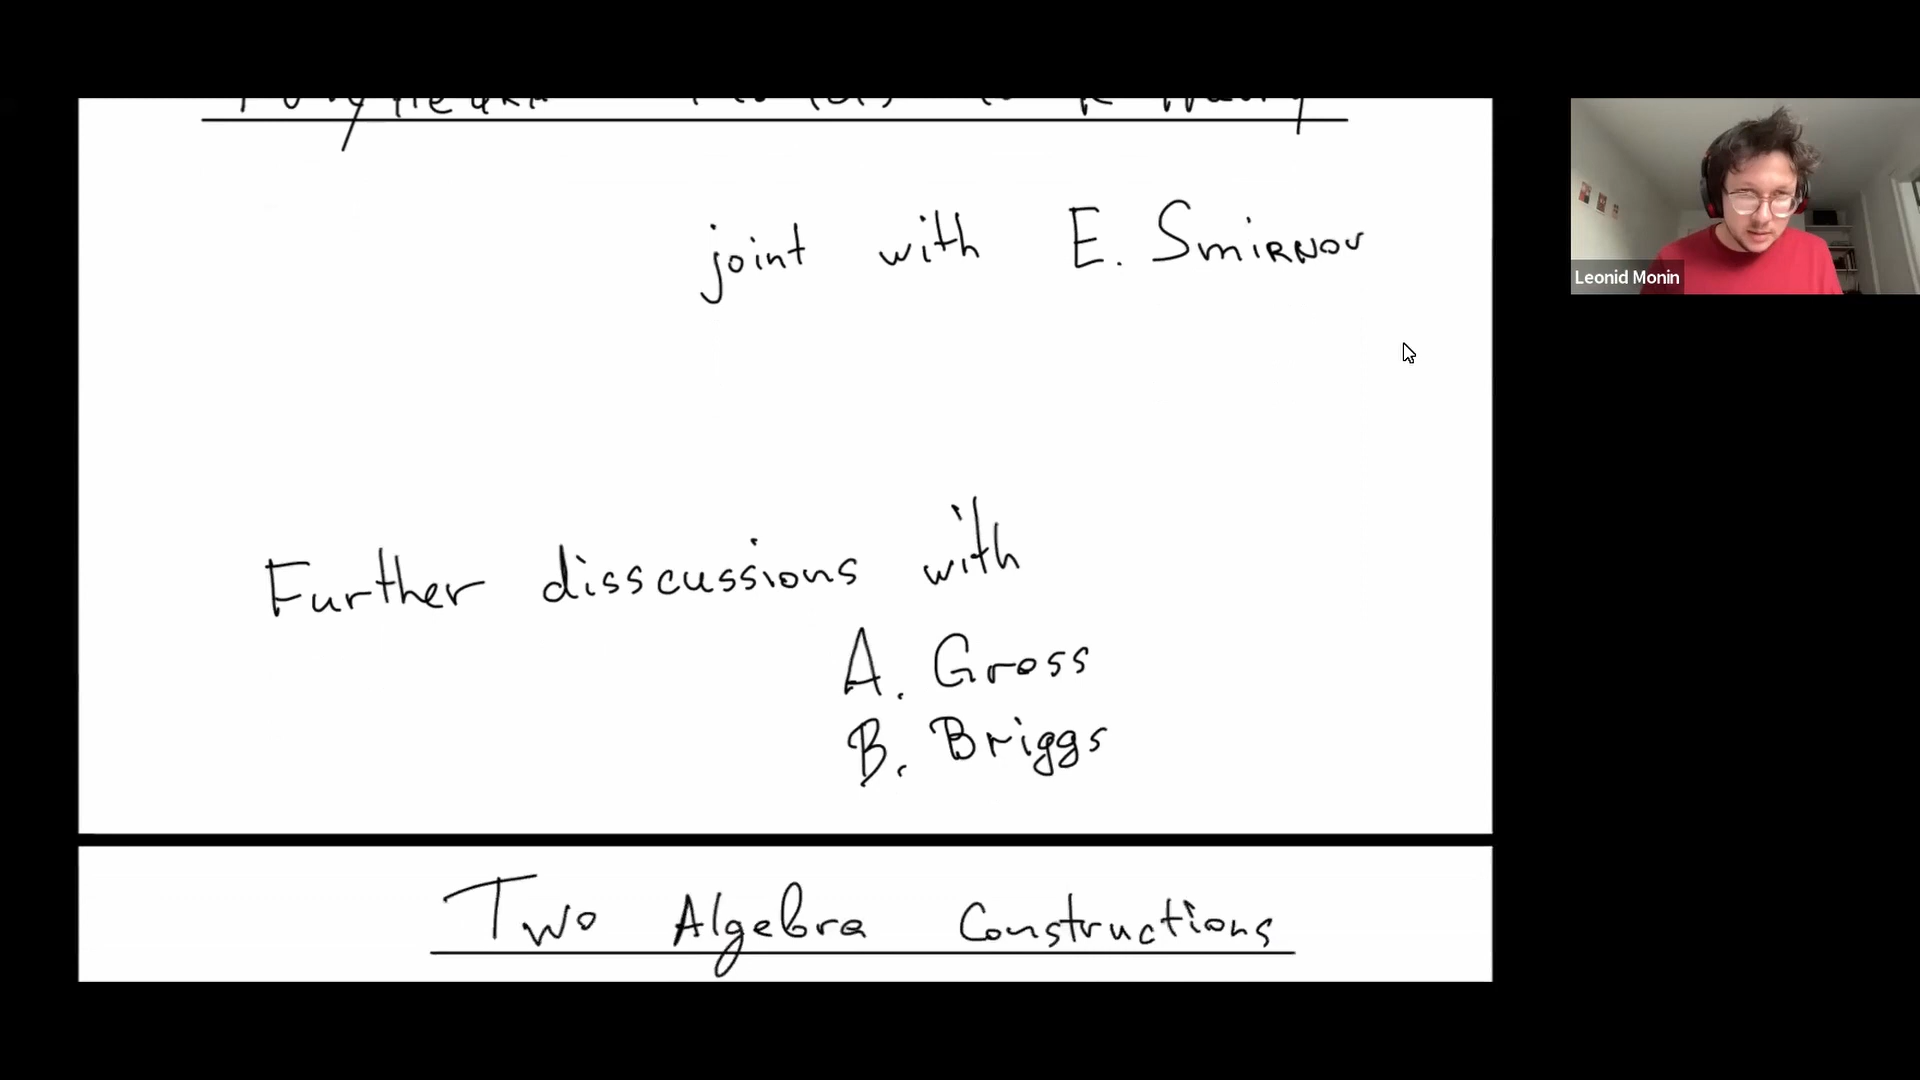 joint with E. Smirnov
Further disscussions with
A. Gross
B. Briggs
Two Algebra Constructions
Leonid Monin